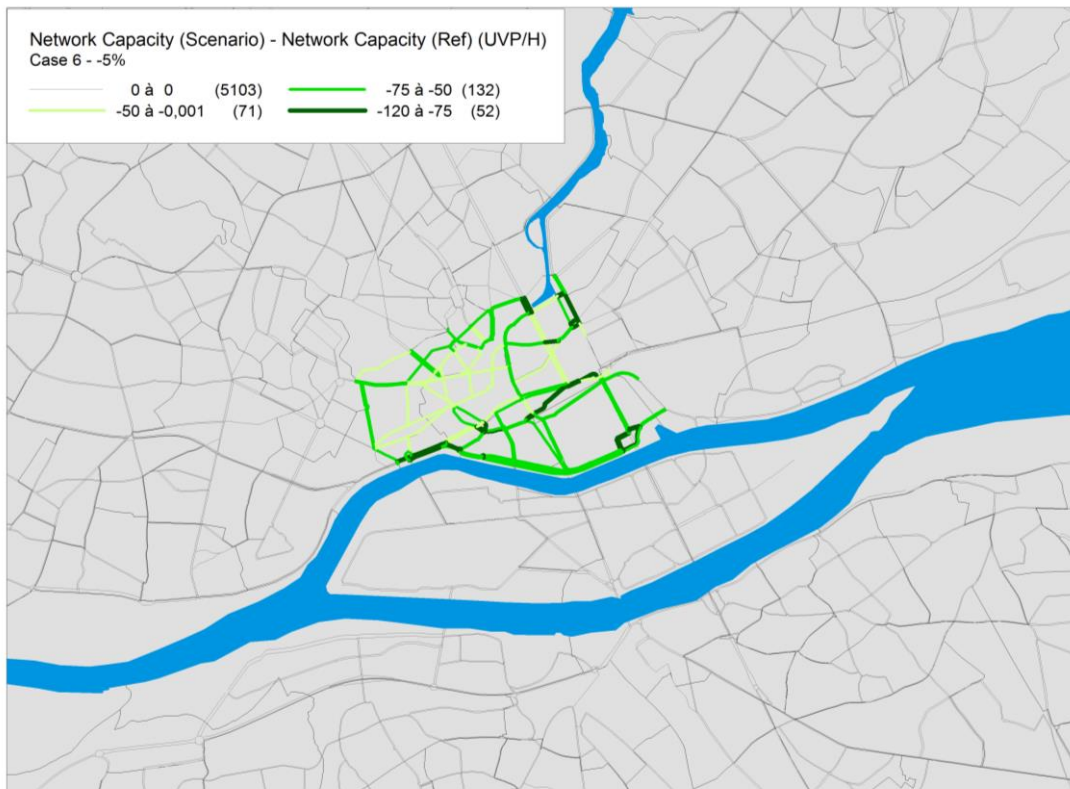 Network Capacity (Scenario) - Network Capacity (Ref) (UVP/H)
Case 6 - -5%
0 à 0 (5103) -75 à -50 (132)
-50 à -0,001 (71) -120 à -75 (52)